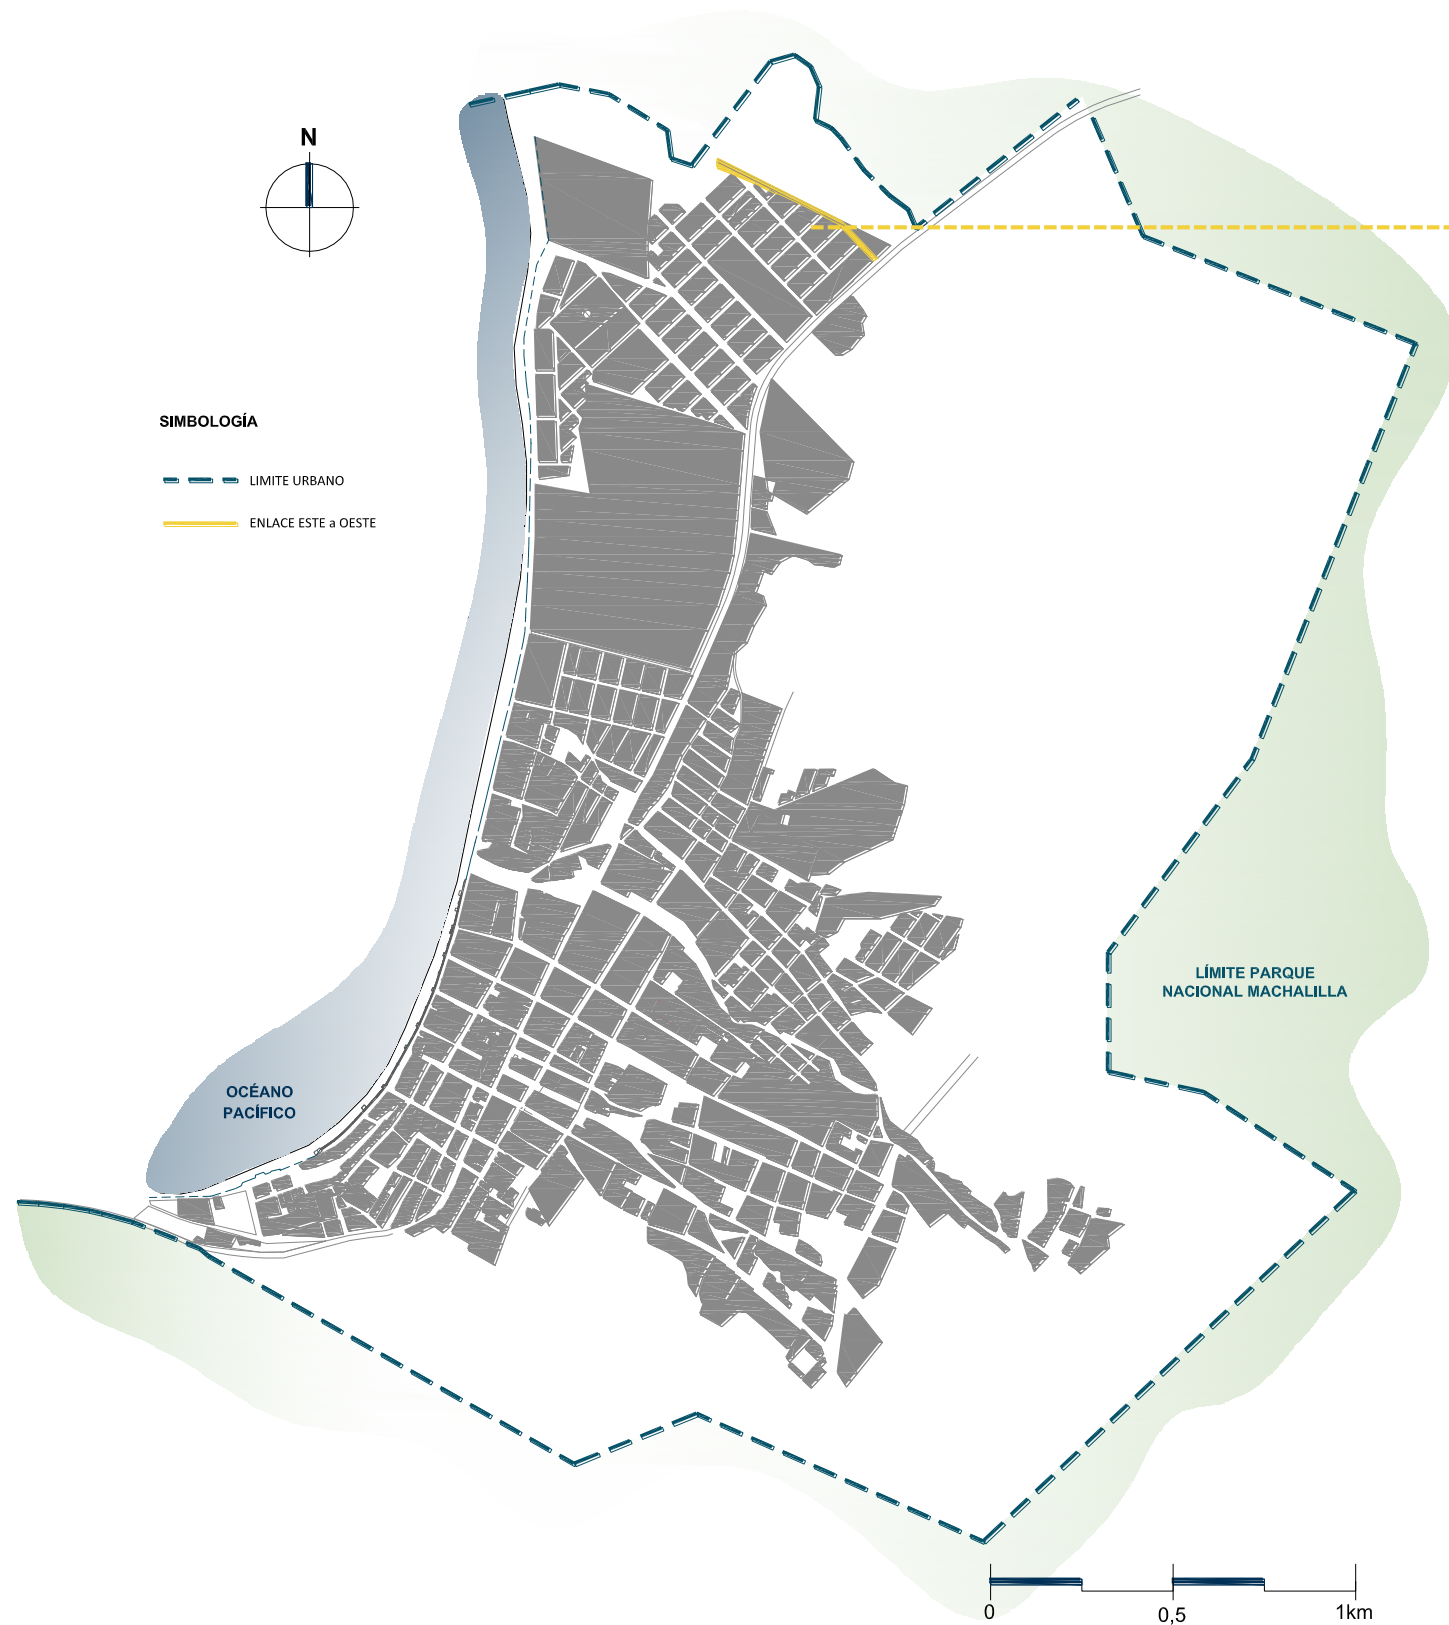 N
SIMBOLOGÍA
LIMITE URBANO
ENLACE ESTE a OESTE
LÍMITE PARQUE
NACIONAL MACHALILLA
OCÉANO
PACÍFICO
0
0,5
1km